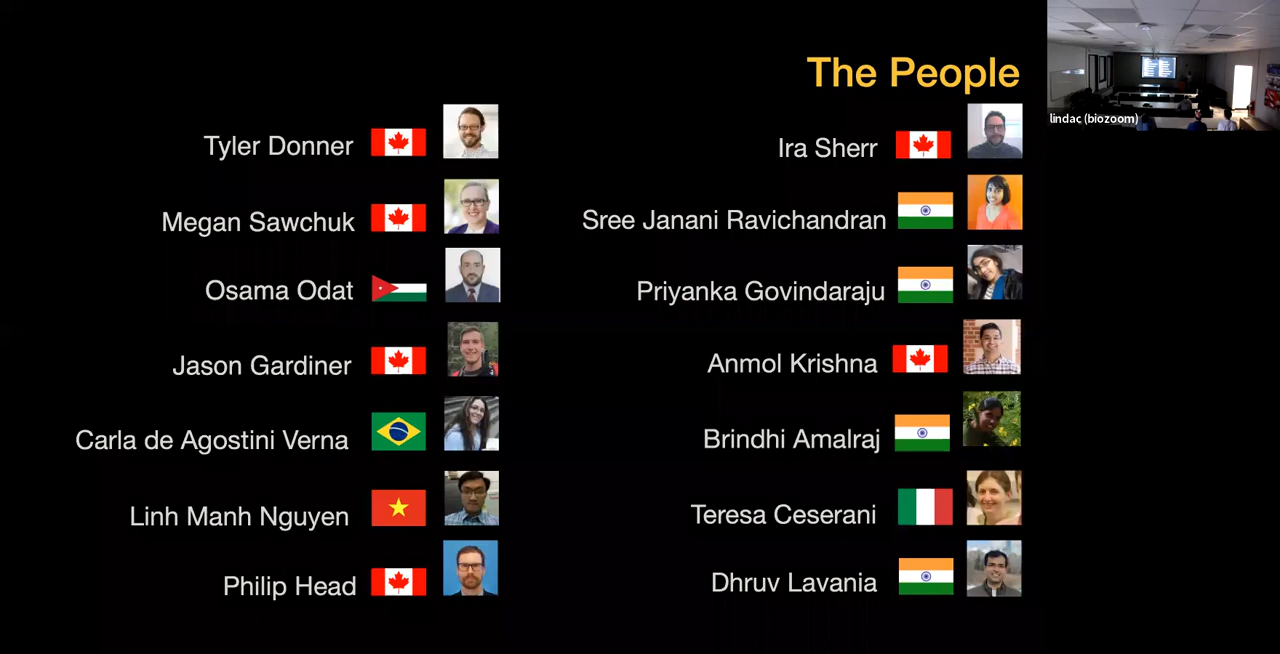 The People
lindac (biozoom)
Tyler Donner
Ira Sherr
Megan Sawchuk
Sree Janani Ravichandran
Osama Odat
Priyanka Govindaraju
Jason Gardiner
Anmol Krishna
Carla de Agostini Verna
Brindhi Amalraj
Linh Manh Nguyen
Teresa Ceserani
Philip Head
Dhruv Lavania